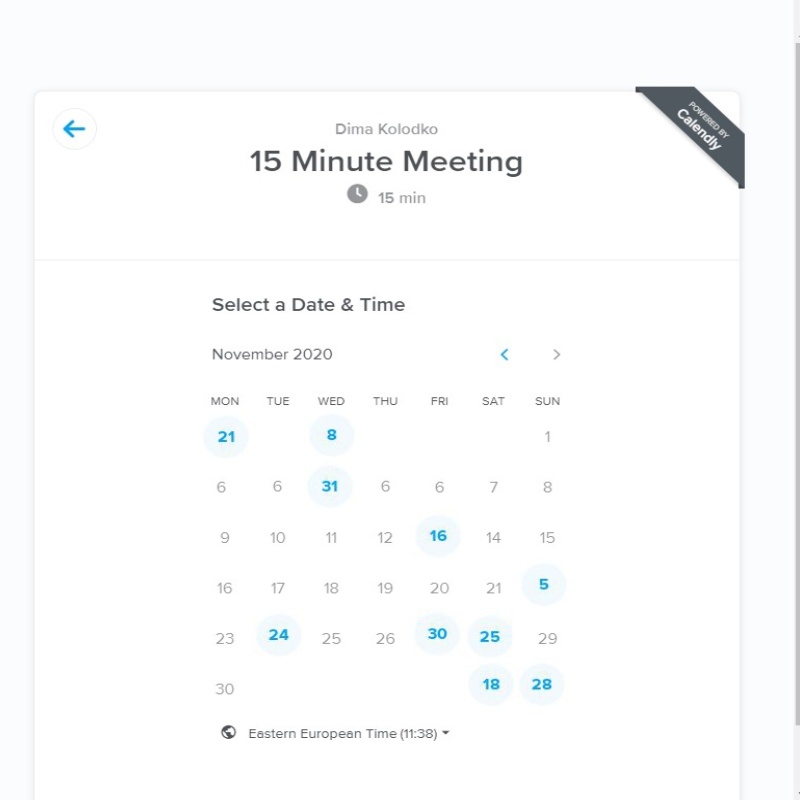 POWERED BY
Calendly
Dima Kolodko
15 Minute Meeting
15 min
Select a Date & Time
November 2020
MON TUE WED THU FRI SAT SUN
21 8 1
6 6 31 6 6 7 8
9 10 11 12 16 14 15
16 17 18 19 20 21 5
23 24 25 26 30 25 29
30 18 28
Eastern European Time (11:38)